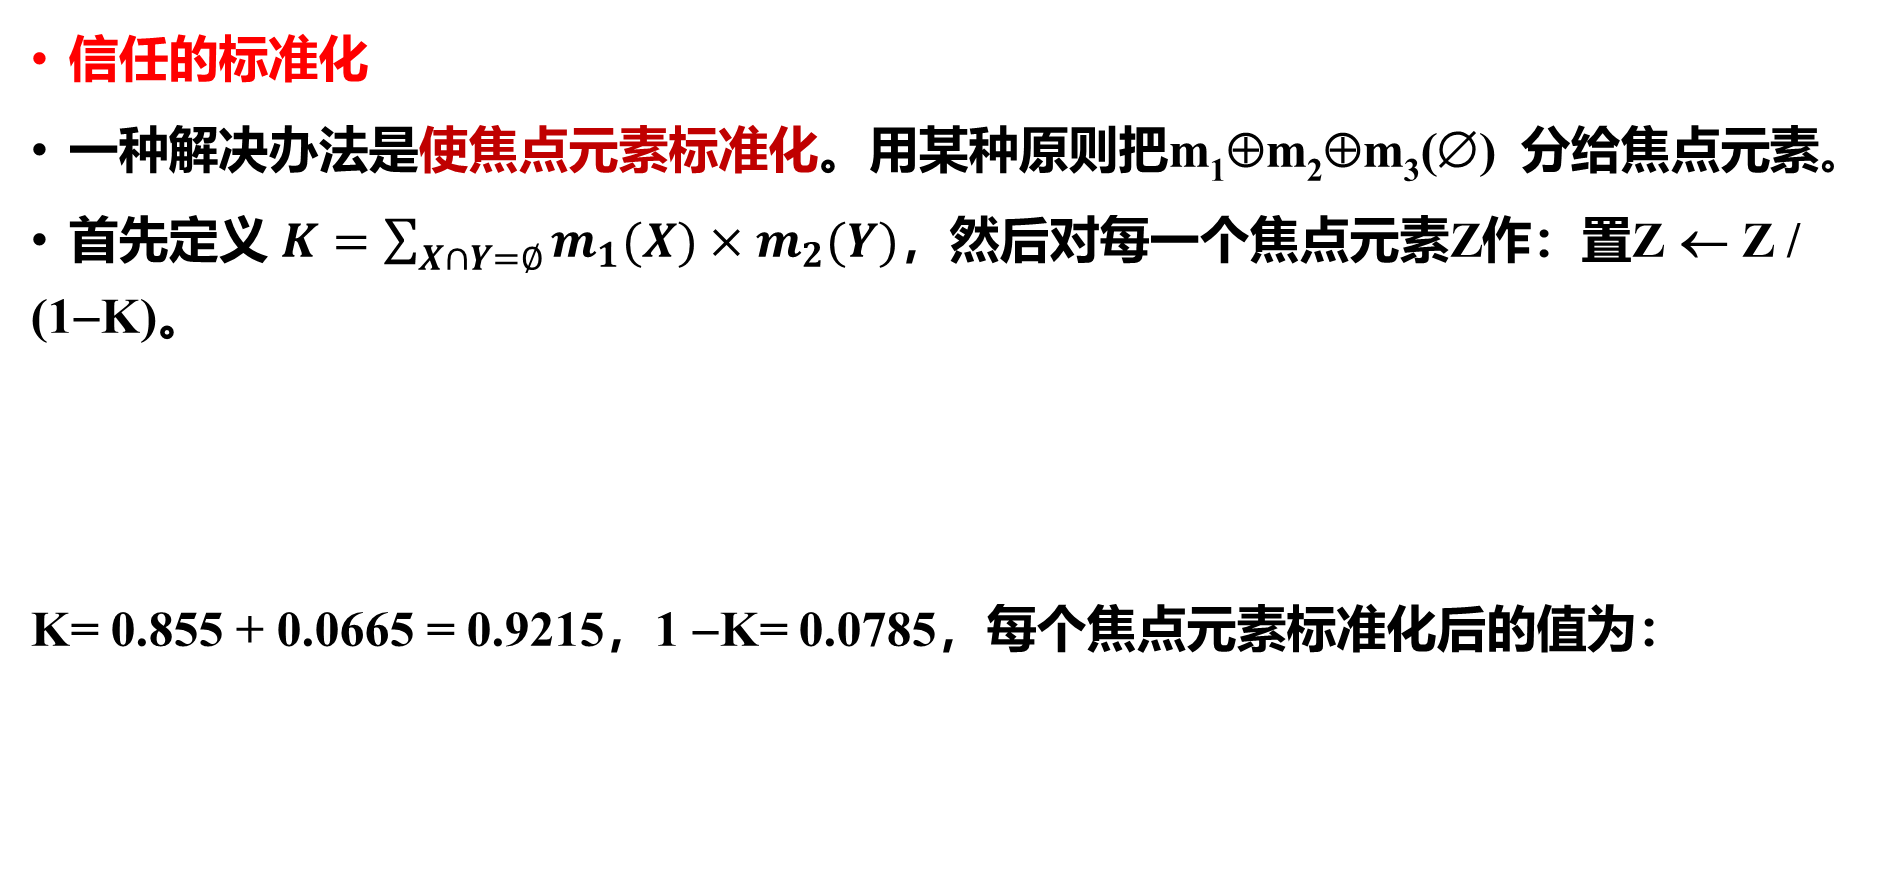 • 信任的标准化
• 一种解决办法是使焦点元素标准化。用某种原则把m₁⊕m₂⊕m₃(∅) 分给焦点元素。
• 首先定义 K = ∑_{X∩Y=∅} m₁(X) × m₂(Y)，然后对每一个焦点元素Z作：置Z ← Z /
(1−K)。
K= 0.855 + 0.0665 = 0.9215，1 −K= 0.0785，每个焦点元素标准化后的值为：